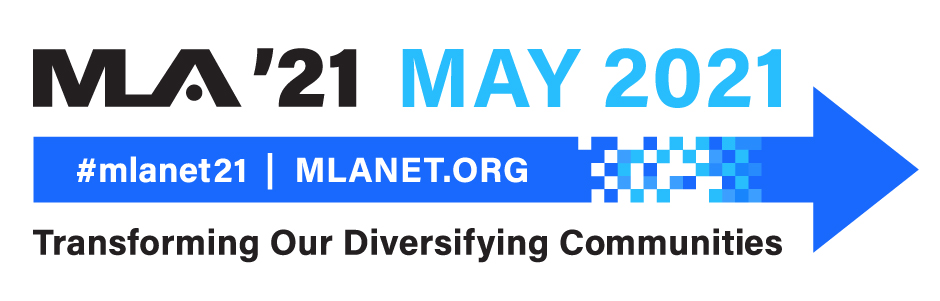 MLA '21 MAY 2021
#mlanet21 | MLANET.ORG
Transforming Our Diversifying Communities